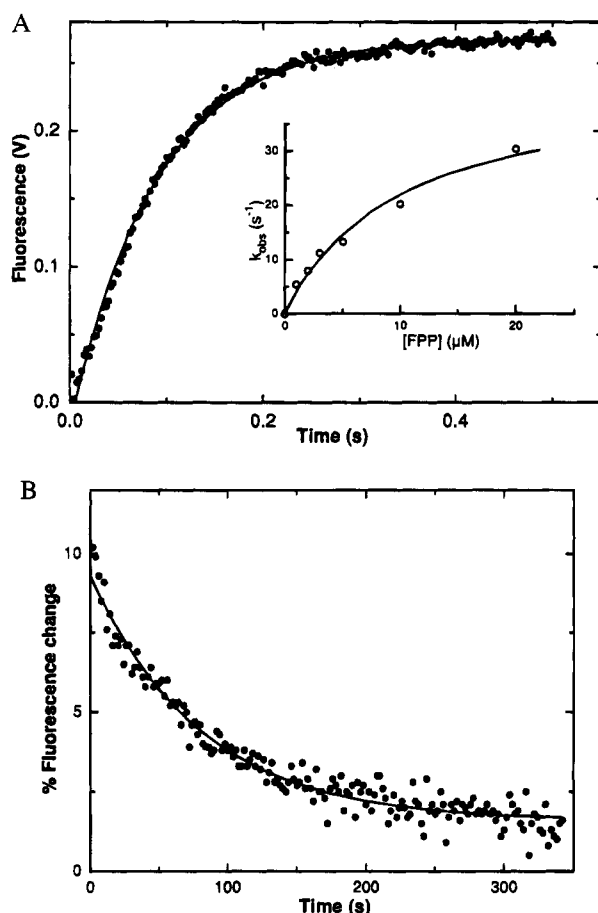 A
Fluorescence (V)
0.2
0.1
0.0
0.0
0.2
0.4
Time (s)
k_obs (s⁻¹)
30
20
10
0
0
10
20
[FPP] (μM)
B
% Fluorescence change
10
5
0
0
100
200
300
Time (s)